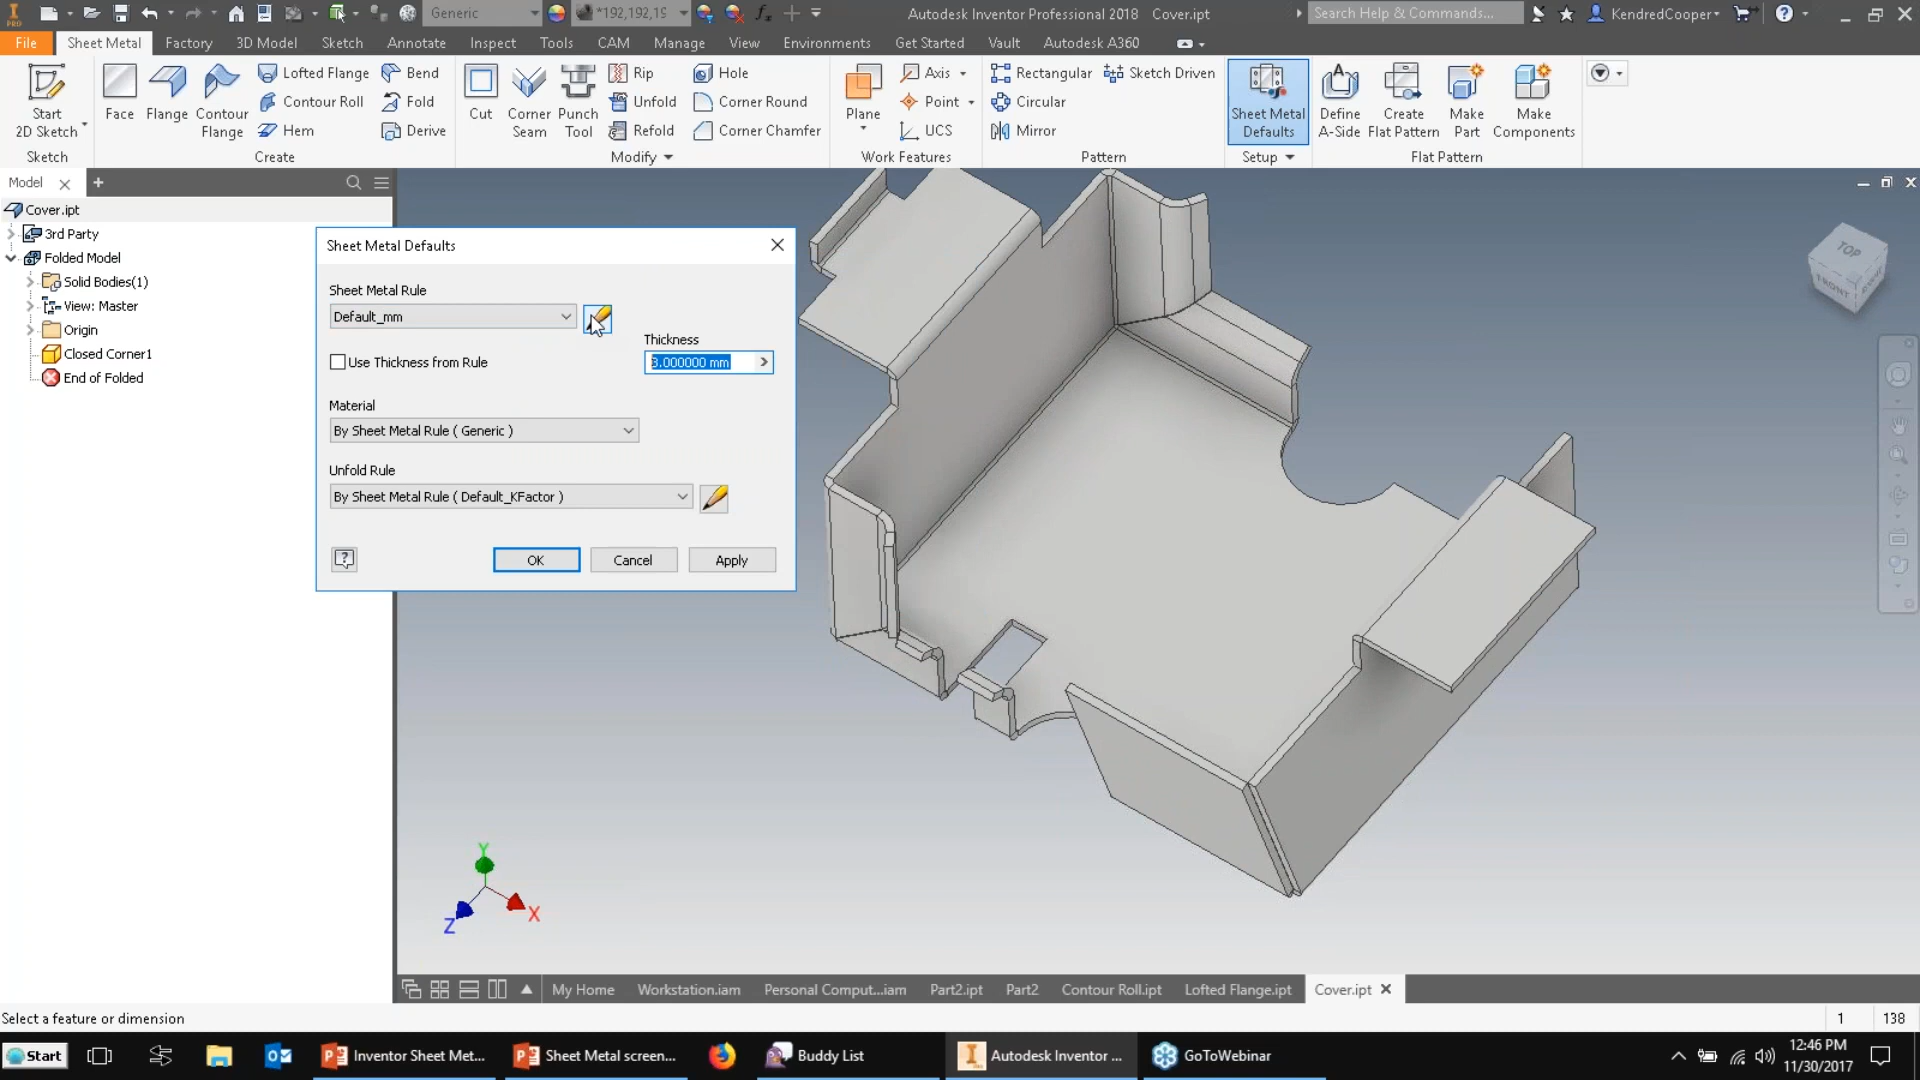 Generic
*192,192,19
Autodesk Inventor Professional 2018 Cover.ipt
Search Help & Commands...
KendredCooper
PRO
File Sheet Metal Factory 3D Model Sketch Annotate Inspect Tools CAM Manage View Environments Get Started Vault Autodesk A360
Start 2D Sketch
Face
Flange
Contour Flange
Lofted Flange
Contour Roll
Hem
Bend
Fold
Derive
Cut
Corner Seam
Punch Tool
Rip
Unfold
Refold
Hole
Corner Round
Corner Chamfer
Plane
Axis
Point
UCS
Rectangular
Circular
Mirror
Sketch Driven
Sheet Metal Defaults
Define A-Side
Create Flat Pattern
Make Part
Make Components
Sketch Create Modify Work Features Pattern Setup Flat Pattern
Model
Cover.ipt
3rd Party
Folded Model
Solid Bodies(1)
View: Master
Origin
Closed Corner1
End of Folded
Sheet Metal Defaults
Sheet Metal Rule
Default_mm
Thickness
Use Thickness from Rule
3.000000 mm
Material
By Sheet Metal Rule ( Generic )
Unfold Rule
By Sheet Metal Rule ( Default_KFactor )
OK Cancel Apply
TOP
FRONT
Y
X
Z
My Home Workstation.iam Personal Comput...iam Part2.ipt Part2 Contour Roll.ipt Lofted Flange.ipt Cover.ipt
Select a feature or dimension
1 138
Start
Inventor Sheet Met...
Sheet Metal screen...
Buddy List
Autodesk Inventor ...
GoToWebinar
12:46 PM
11/30/2017